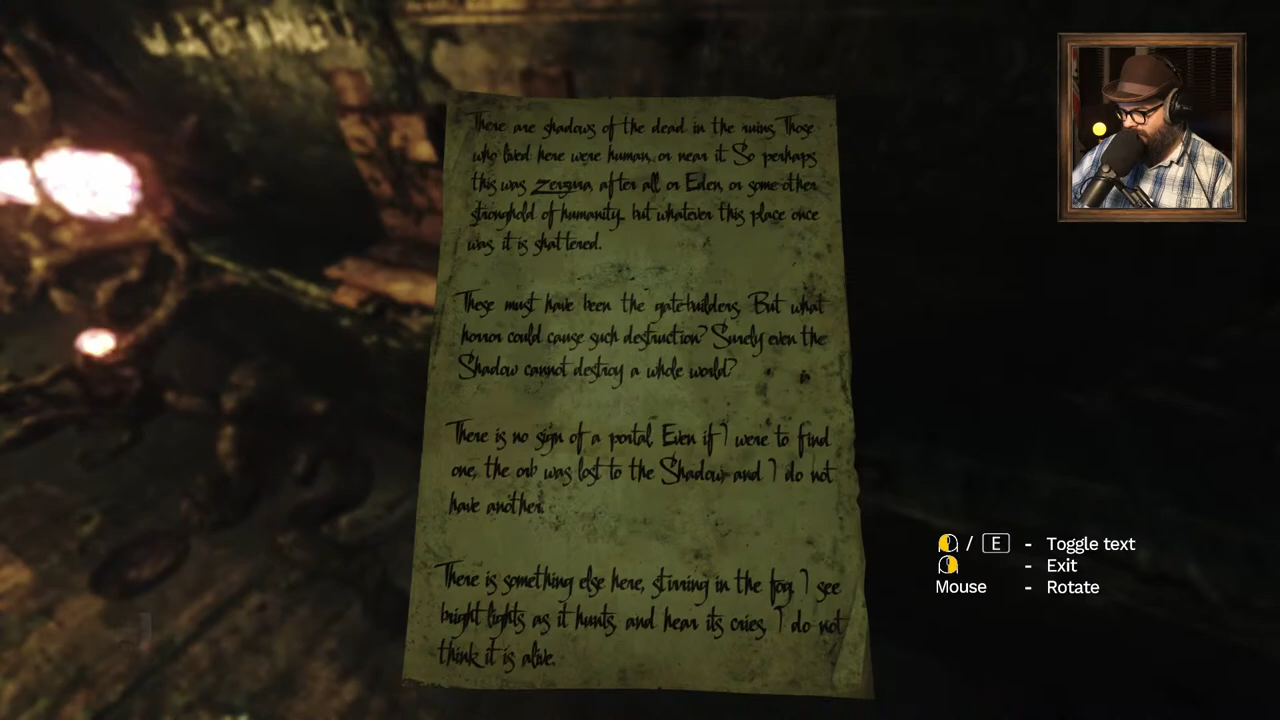 There are shadows of the dead in the ruins. Those
who lived here were human, or near it. So perhaps
this was Zerzura, after all or Eden, or some other
stronghold of humanity. but whatever this place once
was, it is shattered.
These must have been the gate-builders. But what
horror could cause such destruction? Surely even the
Shadow cannot destroy a whole world?
There is no sign of a portal. Even if I were to find
one, the orb was lost to the Shadow, and I do not
have another.
There is something else here, stirring in the fog. I see
bright lights as it hunts, and hear its cries. I do not
think it is alive.
/ E - Toggle text
- Exit
Mouse - Rotate